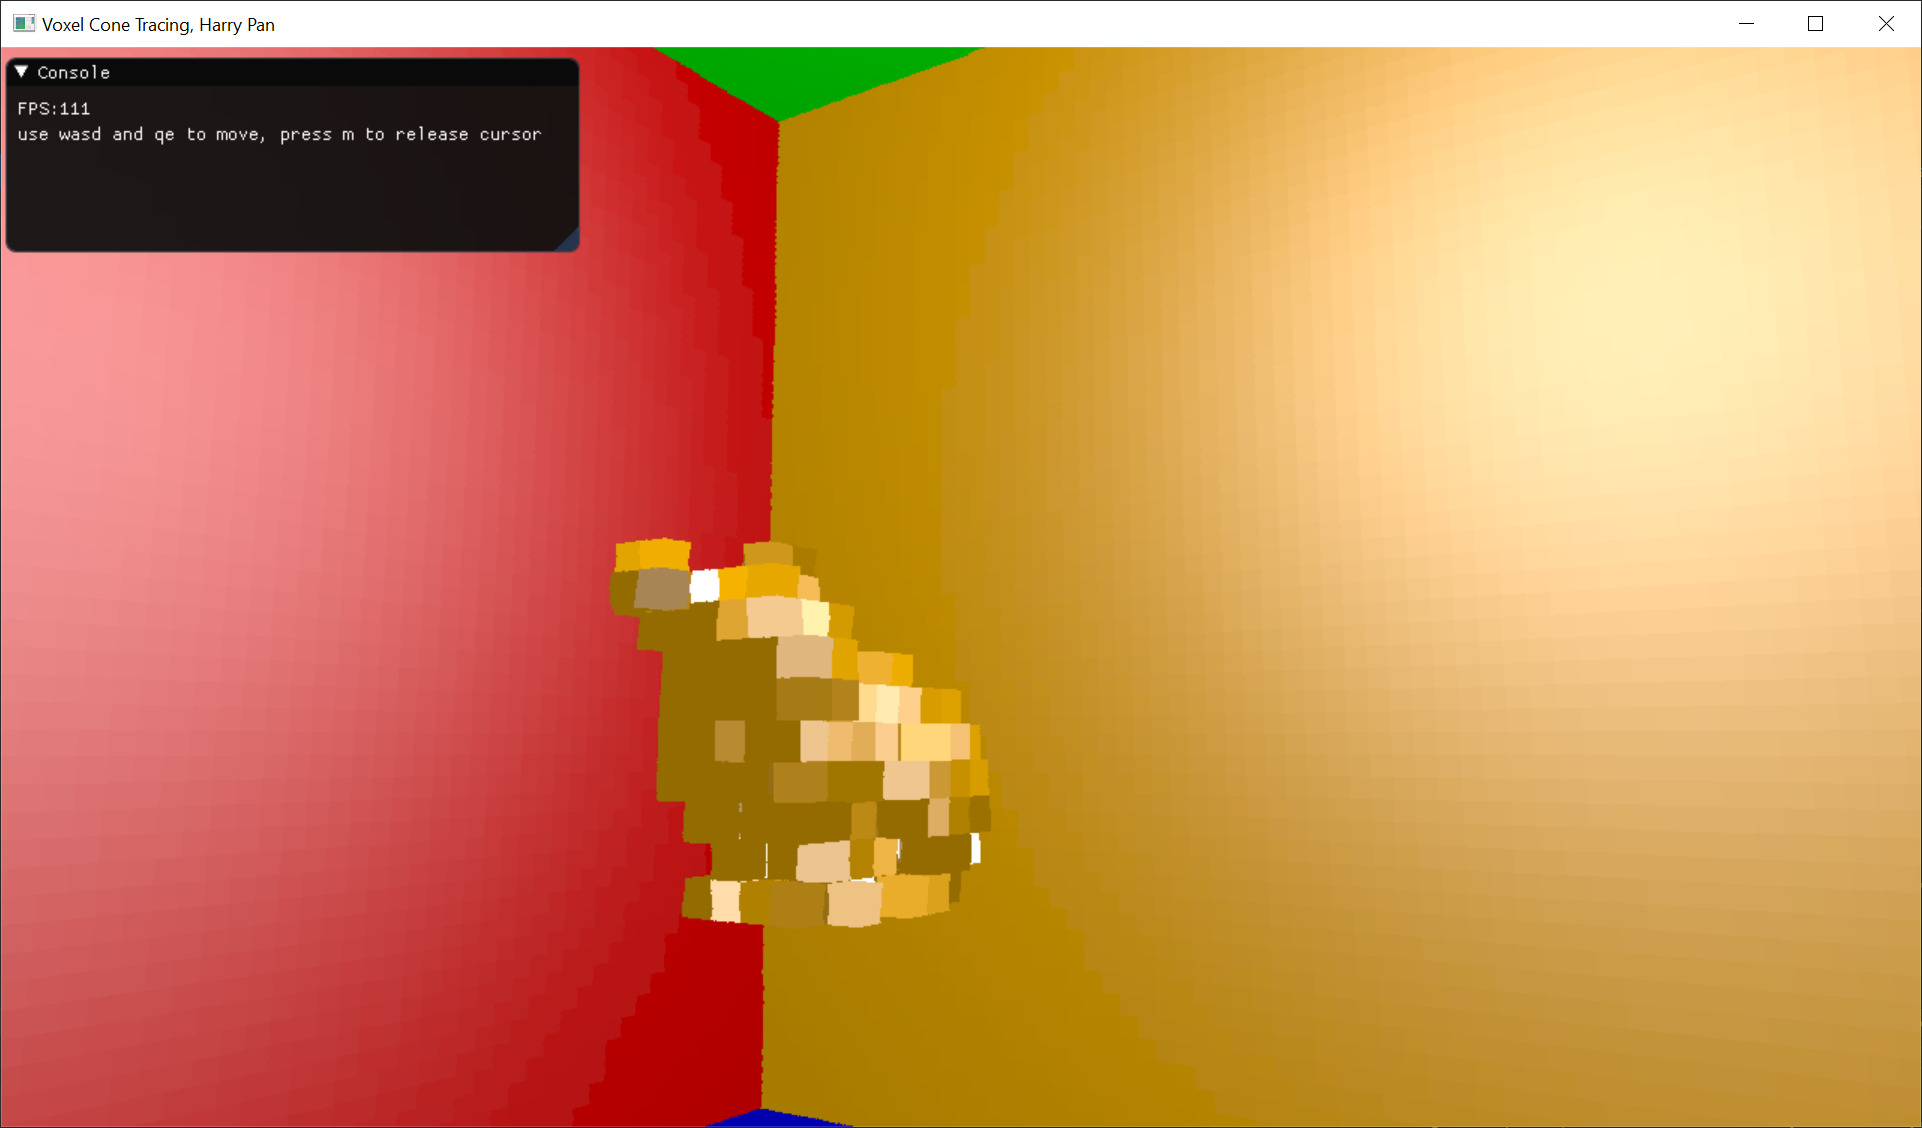 Voxel Cone Tracing, Harry Pan
Console
FPS:111
use wasd and qe to move, press m to release cursor